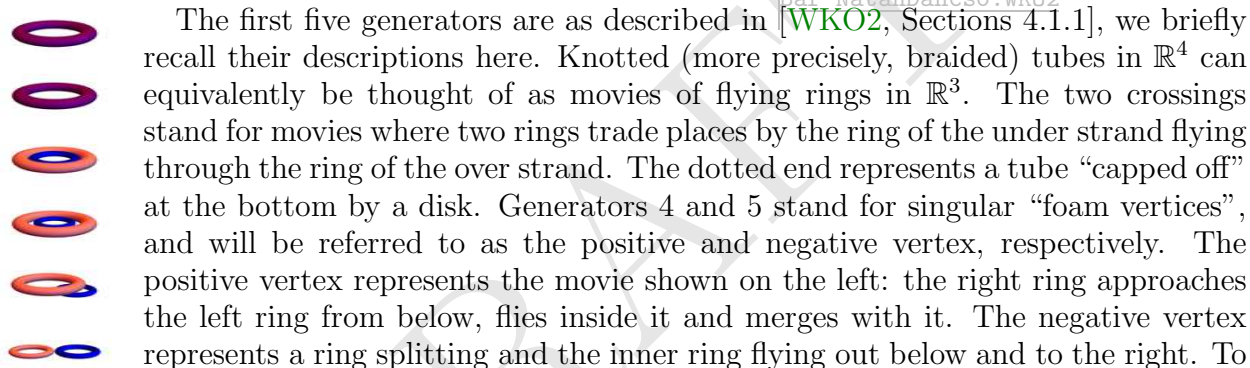 par NatanDancso:WKO2
The first five generators are as described in [WKO2, Sections 4.1.1], we briefly
recall their descriptions here. Knotted (more precisely, braided) tubes in ℝ⁴ can
equivalently be thought of as movies of flying rings in ℝ³. The two crossings
stand for movies where two rings trade places by the ring of the under strand flying
through the ring of the over strand. The dotted end represents a tube “capped off”
at the bottom by a disk. Generators 4 and 5 stand for singular “foam vertices”,
and will be referred to as the positive and negative vertex, respectively. The
positive vertex represents the movie shown on the left: the right ring approaches
the left ring from below, flies inside it and merges with it. The negative vertex
represents a ring splitting and the inner ring flying out below and to the right. To
RAFT